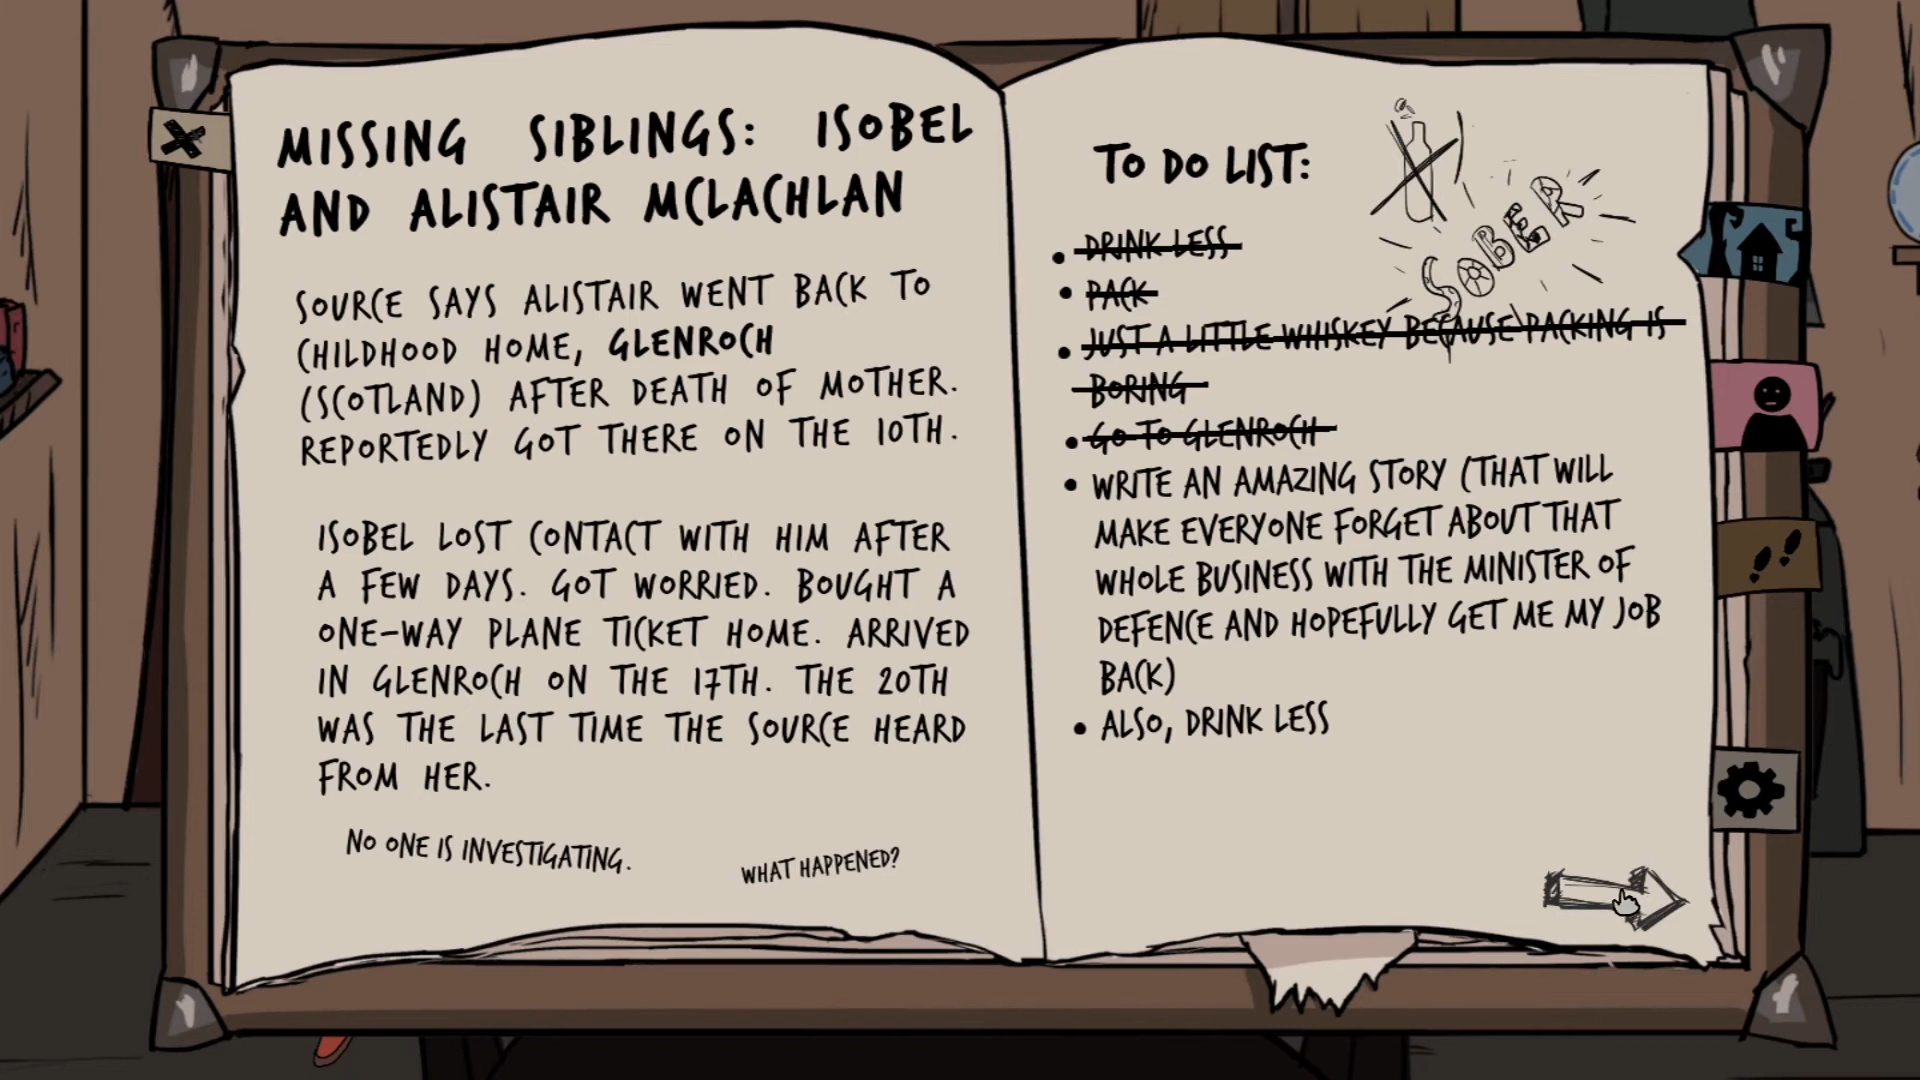 MISSING SIBLINGS: ISOBEL
AND ALISTAIR MCLACHLAN
SOURCE SAYS ALISTAIR WENT BACK TO
CHILDHOOD HOME, GLENROCH
(SCOTLAND) AFTER DEATH OF MOTHER.
REPORTEDLY GOT THERE ON THE 10TH.
ISOBEL LOST CONTACT WITH HIM AFTER
A FEW DAYS. GOT WORRIED. BOUGHT A
ONE-WAY PLANE TICKET HOME. ARRIVED
IN GLENROCH ON THE 17TH. THE 20TH
WAS THE LAST TIME THE SOURCE HEARD
FROM HER.
NO ONE IS INVESTIGATING.
WHAT HAPPENED?
TO DO LIST:
SOBER
• DRINK LESS
• PACK
• JUST A LITTLE WHISKEY BECAUSE PACKING IS
BORING
• GO TO GLENROCH
• WRITE AN AMAZING STORY (THAT WILL
MAKE EVERYONE FORGET ABOUT THAT
WHOLE BUSINESS WITH THE MINISTER OF
DEFENCE AND HOPEFULLY GET ME MY JOB
BACK)
• ALSO, DRINK LESS